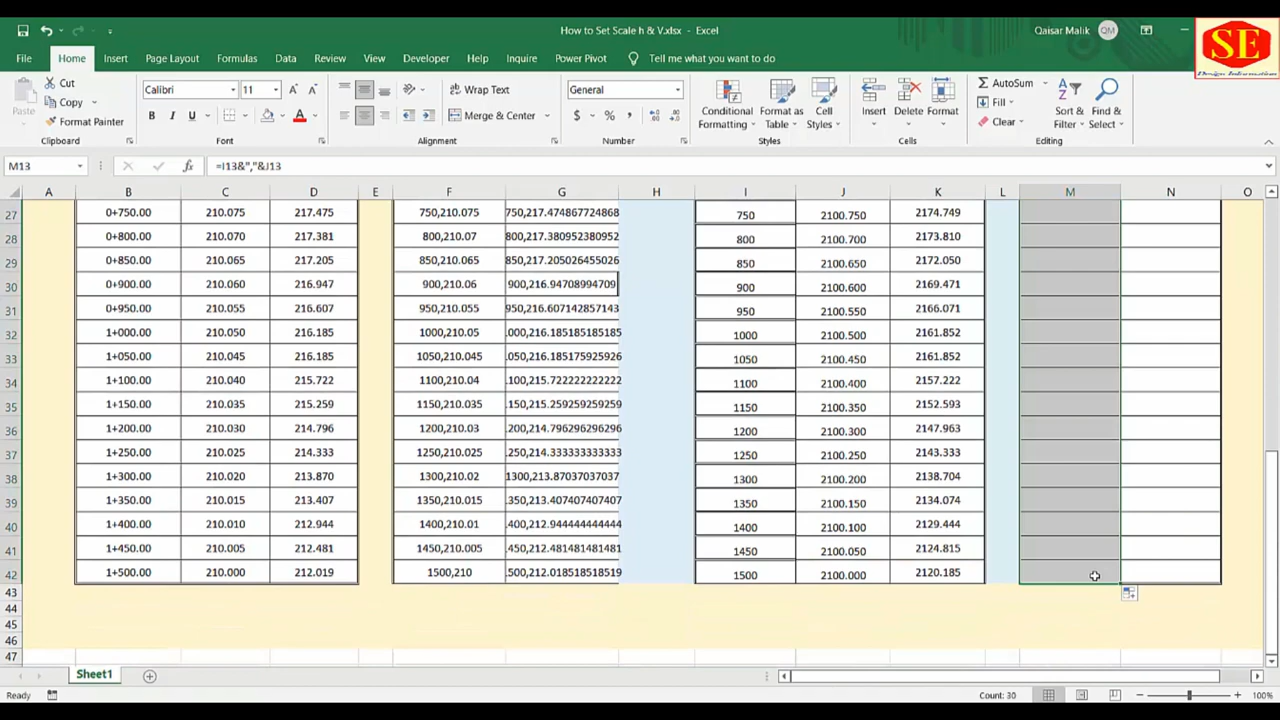 How to Set Scale h & V.xlsx - Excel
Qaisar Malik QM
SE
Design Information
File Home Insert Page Layout Formulas Data Review View Developer Help Inquire Power Pivot Tell me what you want to do
Cut
Copy
Format Painter
Paste
Clipboard
Calibri 11
B I U
Font
Wrap Text
Merge & Center
Alignment
General
$ % ,
Number
Conditional Formatting
Format as Table
Cell Styles
Styles
Insert Delete Format
Cells
AutoSum
Fill
Clear
Sort & Filter
Find & Select
Editing
M13 fx =I13&","&J13
A B C D E F G H I J K L M N O
27 0+750.00 210.075 217.475 750,210.075 750,217.474867724868 750 2100.750 2174.749
28 0+800.00 210.070 217.381 800,210.07 800,217.380952380952 800 2100.700 2173.810
29 0+850.00 210.065 217.205 850,210.065 850,217.205026455026 850 2100.650 2172.050
30 0+900.00 210.060 216.947 900,210.06 900,216.94708994709 900 2100.600 2169.471
31 0+950.00 210.055 216.607 950,210.055 950,216.607142857143 950 2100.550 2166.071
32 1+000.00 210.050 216.185 1000,210.05 000,216.185185185185 1000 2100.500 2161.852
33 1+050.00 210.045 216.185 1050,210.045 050,216.185175925926 1050 2100.450 2161.852
34 1+100.00 210.040 215.722 1100,210.04 100,215.722222222222 1100 2100.400 2157.222
35 1+150.00 210.035 215.259 1150,210.035 150,215.259259259259 1150 2100.350 2152.593
36 1+200.00 210.030 214.796 1200,210.03 200,214.796296296296 1200 2100.300 2147.963
37 1+250.00 210.025 214.333 1250,210.025 250,214.333333333333 1250 2100.250 2143.333
38 1+300.00 210.020 213.870 1300,210.02 1300,213.87037037037 1300 2100.200 2138.704
39 1+350.00 210.015 213.407 1350,210.015 350,213.407407407407 1350 2100.150 2134.074
40 1+400.00 210.010 212.944 1400,210.01 400,212.944444444444 1400 2100.100 2129.444
41 1+450.00 210.005 212.481 1450,210.005 450,212.481481481481 1450 2100.050 2124.815
42 1+500.00 210.000 212.019 1500,210 500,212.018518518519 1500 2100.000 2120.185
43
44
45
46
47
Sheet1
Ready Count: 30 100%